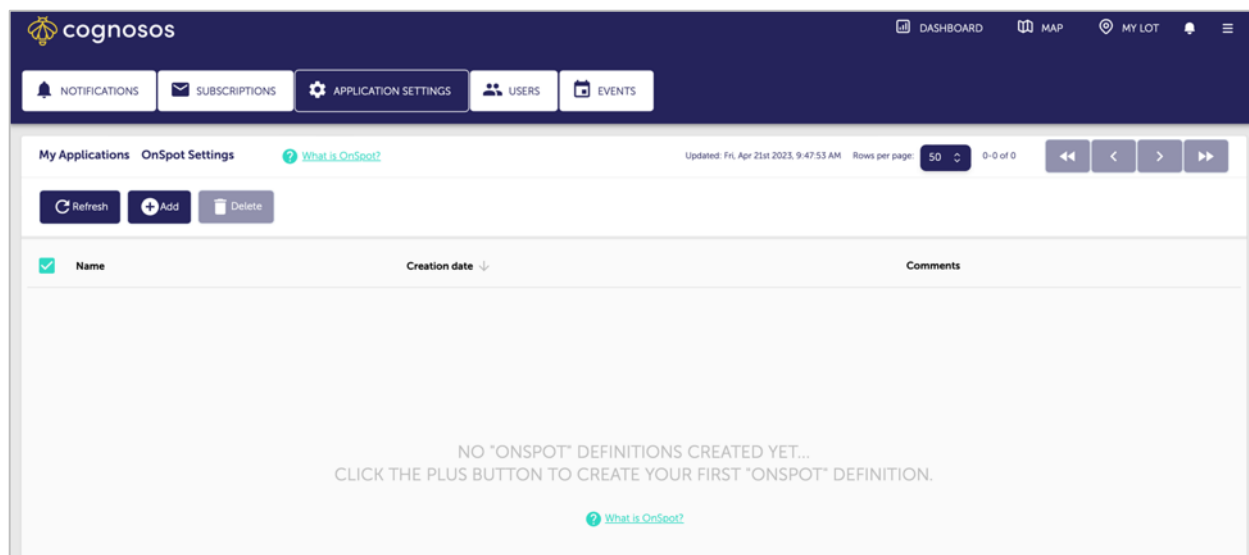 cognosos
DASHBOARD MAP MY LOT
NOTIFICATIONS SUBSCRIPTIONS APPLICATION SETTINGS USERS EVENTS
My Applications OnSpot Settings ? What is OnSpot? Updated: Fri, Apr 21st 2023, 9:47:53 AM Rows per page: 50 0-0 of 0
Refresh Add Delete
Name Creation date Comments
NO "ONSPOT" DEFINITIONS CREATED YET...
CLICK THE PLUS BUTTON TO CREATE YOUR FIRST "ONSPOT" DEFINITION.
? What is OnSpot?